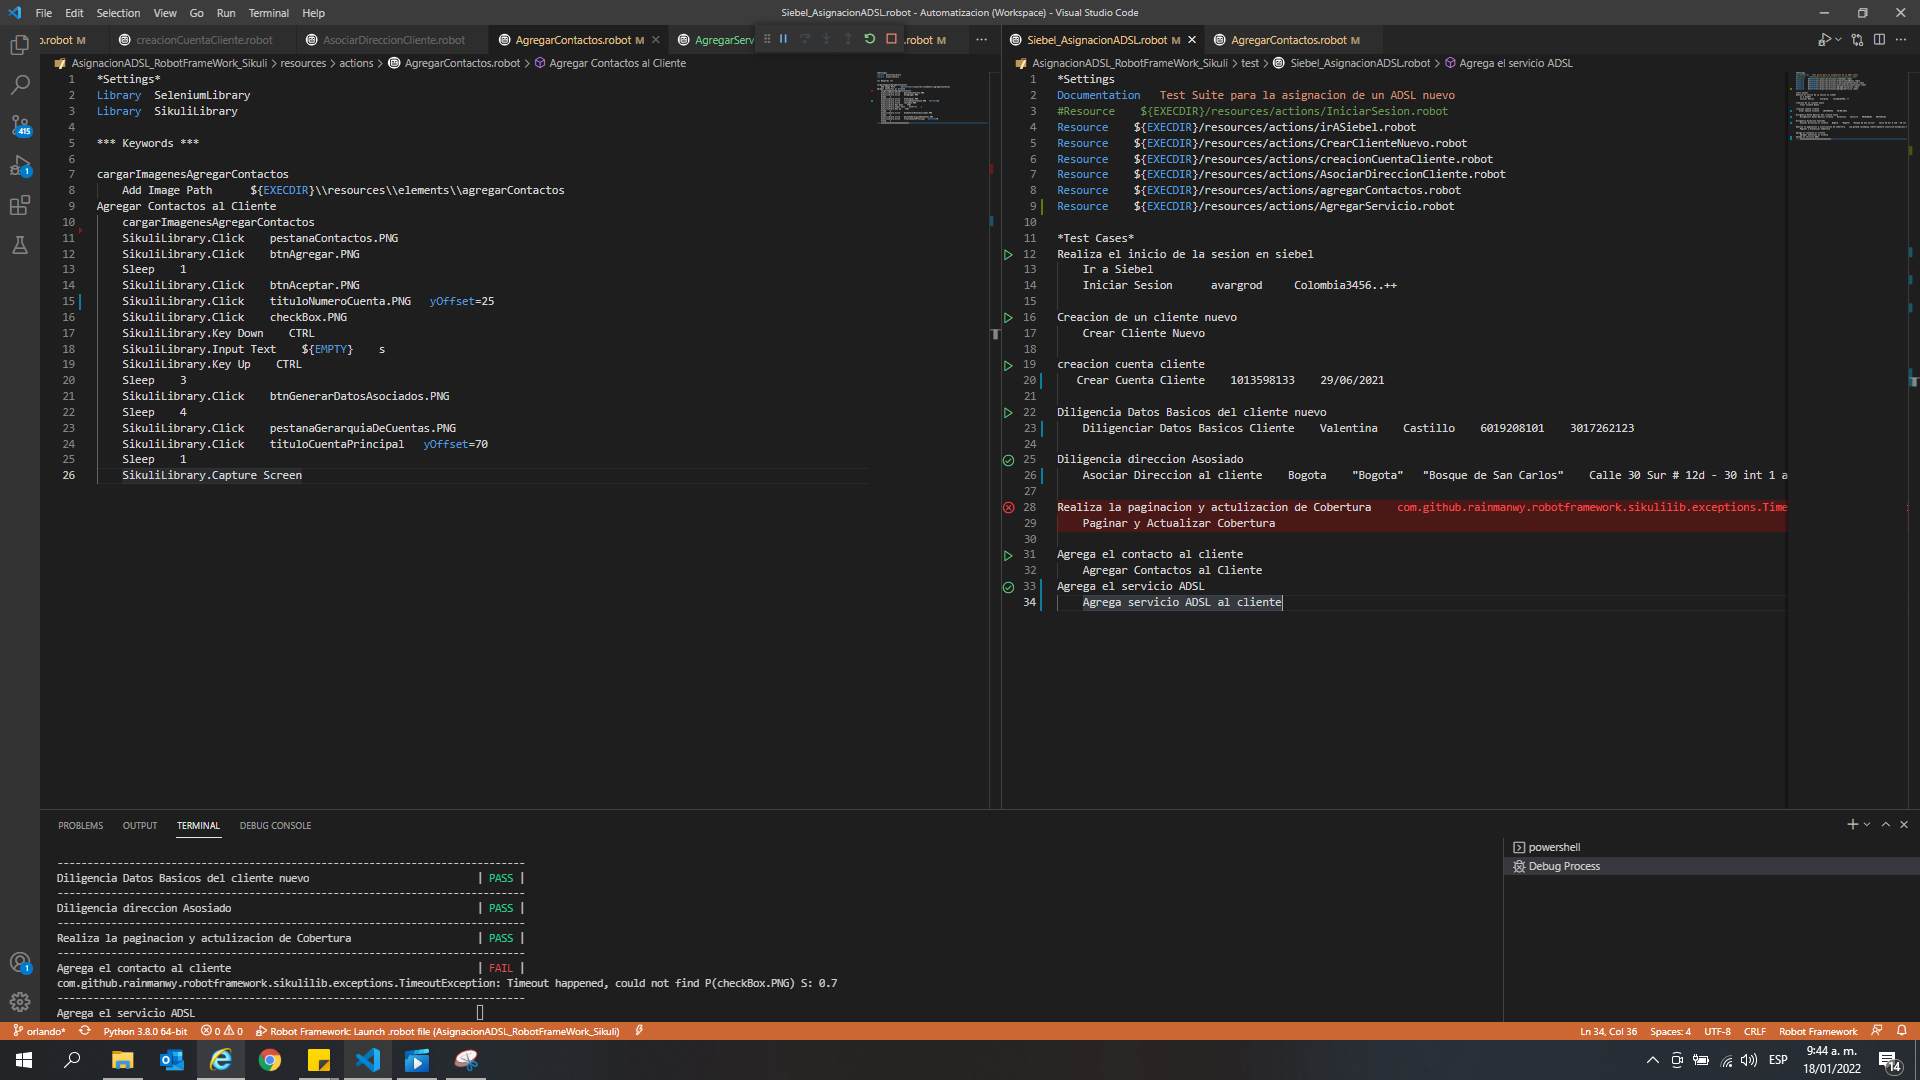 File Edit Selection View Go Run Terminal Help
Siebel_AsignacionADSL.robot - Automatizacion (Workspace) - Visual Studio Code
o.robot M
creacionCuentaCliente.robot
AsociarDireccionCliente.robot
AgregarContactos.robot M
AgregarServ
.robot M
Siebel_AsignacionADSL.robot M
AgregarContactos.robot M
AsignacionADSL_RobotFrameWork_Sikuli > resources > actions > AgregarContactos.robot > Agregar Contactos al Cliente
1 *Settings*
2 Library SeleniumLibrary
3 Library SikuliLibrary
4
5 *** Keywords ***
6
7 cargarImagenesAgregarContactos
8 Add Image Path ${EXECDIR}\\resources\\elements\\agregarContactos
9 Agregar Contactos al Cliente
10 cargarImagenesAgregarContactos
11 SikuliLibrary.Click pestanaContactos.PNG
12 SikuliLibrary.Click btnAgregar.PNG
13 Sleep 1
14 SikuliLibrary.Click btnAceptar.PNG
15 SikuliLibrary.Click tituloNumeroCuenta.PNG yOffset=25
16 SikuliLibrary.Click checkBox.PNG
17 SikuliLibrary.Key Down CTRL
18 SikuliLibrary.Input Text ${EMPTY} s
19 SikuliLibrary.Key Up CTRL
20 Sleep 3
21 SikuliLibrary.Click btnGenerarDatosAsociados.PNG
22 Sleep 4
23 SikuliLibrary.Click pestanaGerarquiaDeCuentas.PNG
24 SikuliLibrary.Click tituloCuentaPrincipal yOffset=70
25 Sleep 1
26 SikuliLibrary.Capture Screen
AsignacionADSL_RobotFrameWork_Sikuli > test > Siebel_AsignacionADSL.robot > Agrega el servicio ADSL
1 *Settings
2 Documentation Test Suite para la asignacion de un ADSL nuevo
3 #Resource ${EXECDIR}/resources/actions/IniciarSesion.robot
4 Resource ${EXECDIR}/resources/actions/irASiebel.robot
5 Resource ${EXECDIR}/resources/actions/CrearClienteNuevo.robot
6 Resource ${EXECDIR}/resources/actions/creacionCuentaCliente.robot
7 Resource ${EXECDIR}/resources/actions/AsociarDireccionCliente.robot
8 Resource ${EXECDIR}/resources/actions/agregarContactos.robot
9 Resource ${EXECDIR}/resources/actions/AgregarServicio.robot
10
11 *Test Cases*
12 Realiza el inicio de la sesion en siebel
13 Ir a Siebel
14 Iniciar Sesion avargrod Colombia3456..++
15
16 Creacion de un cliente nuevo
17 Crear Cliente Nuevo
18
19 creacion cuenta cliente
20 Crear Cuenta Cliente 1013598133 29/06/2021
21
22 Diligencia Datos Basicos del cliente nuevo
23 Diligenciar Datos Basicos Cliente Valentina Castillo 6019208101 3017262123
24
25 Diligencia direccion Asosiado
26 Asociar Direccion al cliente Bogota "Bogota" "Bosque de San Carlos" Calle 30 Sur # 12d - 30 int 1 a
27
28 Realiza la paginacion y actulizacion de Cobertura com.github.rainmanwy.robotframework.sikulilib.exceptions.Time
29 Paginar y Actualizar Cobertura
30
31 Agrega el contacto al cliente
32 Agregar Contactos al Cliente
33 Agrega el servicio ADSL
34 Agrega servicio ADSL al cliente
415
1
1
PROBLEMS OUTPUT TERMINAL DEBUG CONSOLE
powershell
Debug Process
------------------------------------------------------------------------------
Diligencia Datos Basicos del cliente nuevo | PASS |
------------------------------------------------------------------------------
Diligencia direccion Asosiado | PASS |
------------------------------------------------------------------------------
Realiza la paginacion y actulizacion de Cobertura | PASS |
------------------------------------------------------------------------------
Agrega el contacto al cliente | FAIL |
com.github.rainmanwy.robotframework.sikulilib.exceptions.TimeoutException: Timeout happened, could not find P(checkBox.PNG) S: 0.7
------------------------------------------------------------------------------
Agrega el servicio ADSL
orlando* Python 3.8.0 64-bit 0 0 Robot Framework: Launch .robot file (AsignacionADSL_RobotFrameWork_Sikuli)
Ln 34, Col 36 Spaces: 4 UTF-8 CRLF Robot Framework
ESP
9:44 a. m.
18/01/2022
14